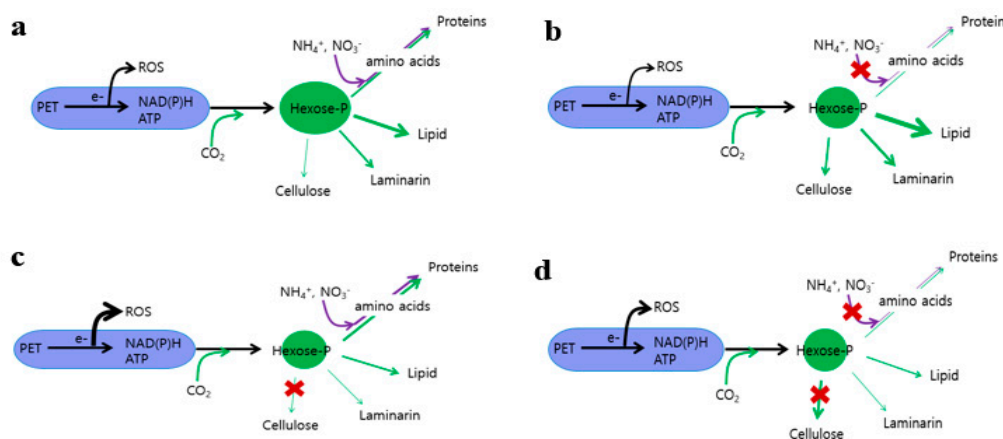 a
Proteins
NH₄⁺, NO₃⁻
amino acids
ROS
e-
PET
NAD(P)H
ATP
Hexose-P
CO₂
Lipid
Laminarin
Cellulose
b
Proteins
NH₄⁺, NO₃⁻
amino acids
ROS
e-
PET
NAD(P)H
ATP
Hexose-P
CO₂
Lipid
Laminarin
Cellulose
c
Proteins
NH₄⁺, NO₃⁻
amino acids
ROS
e-
PET
NAD(P)H
ATP
Hexose-P
CO₂
Lipid
Laminarin
Cellulose
d
Proteins
NH₄⁺, NO₃⁻
amino acids
ROS
e-
PET
NAD(P)H
ATP
Hexose-P
CO₂
Lipid
Laminarin
Cellulose